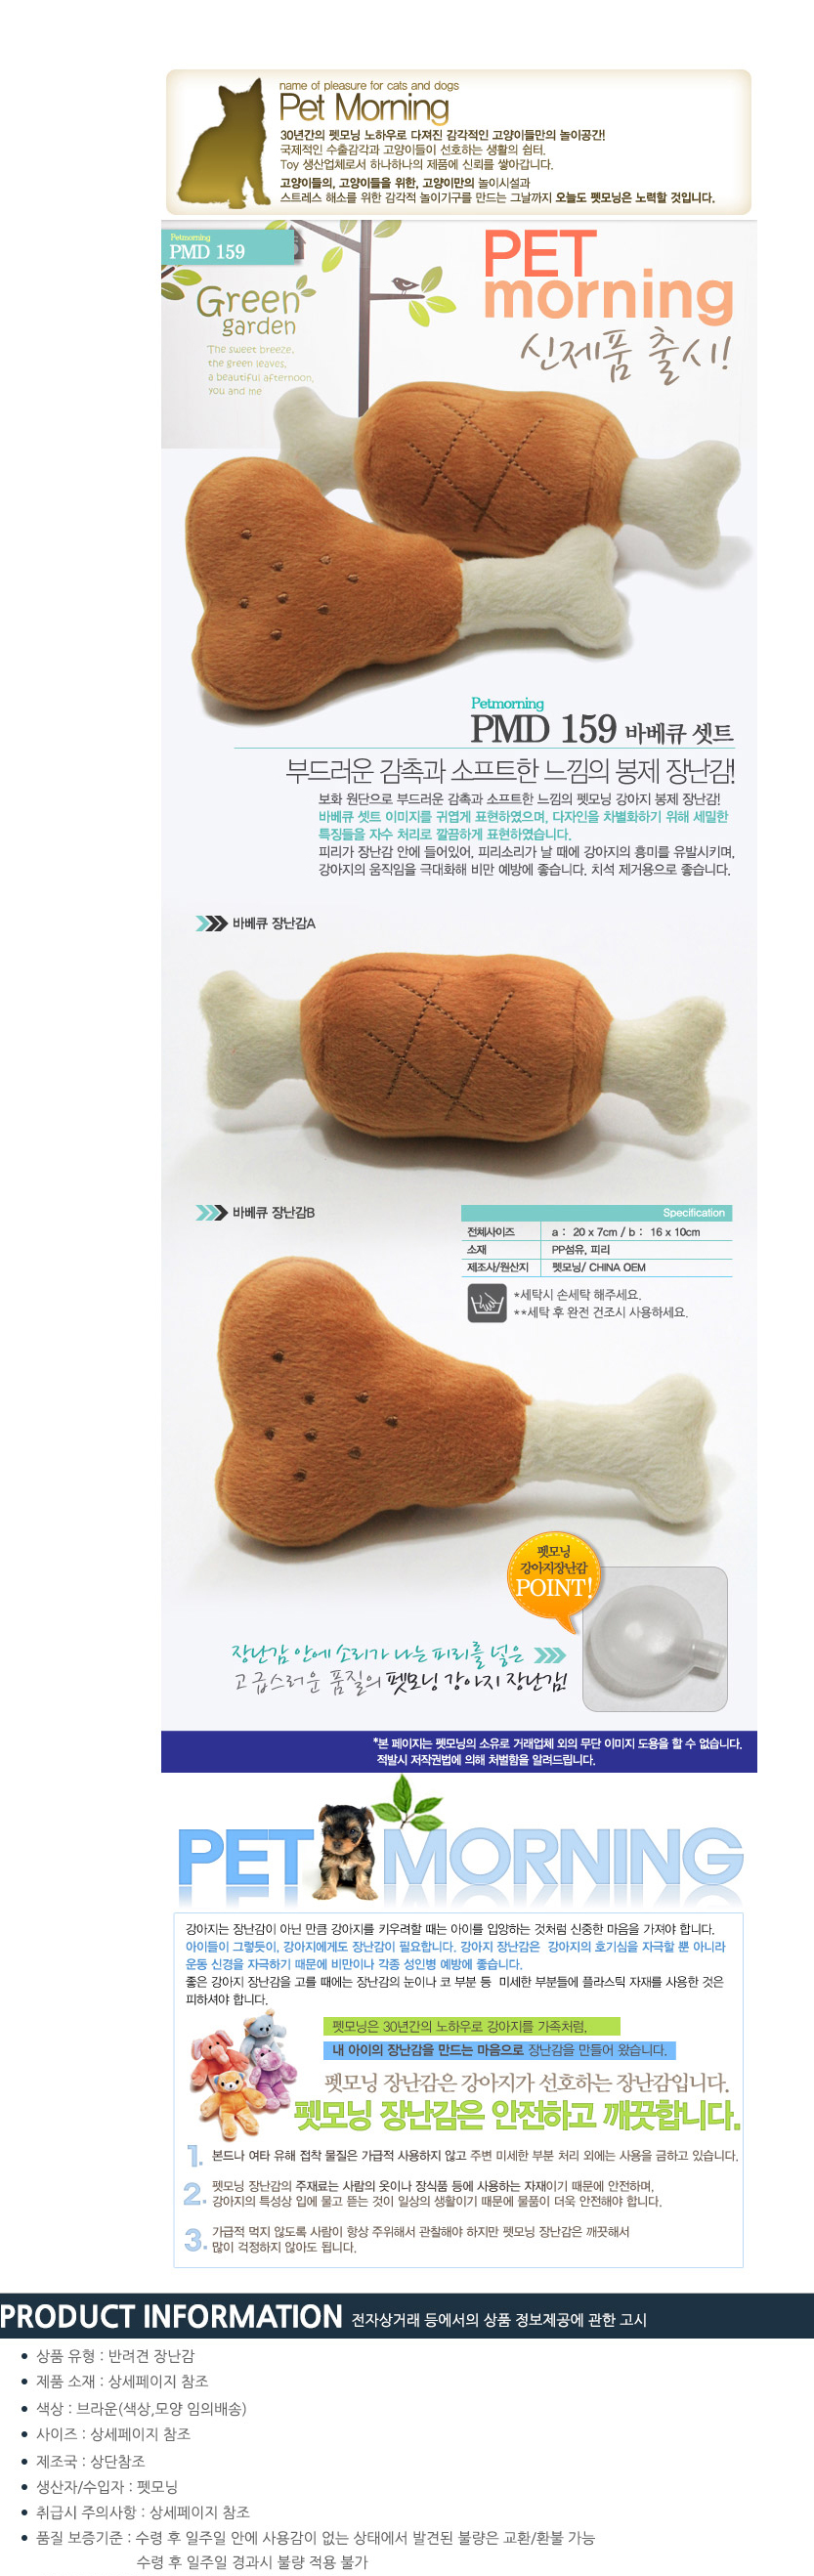 name of pleasure for cats and dogs
Pet Morning
30년간의 펫모닝 노하우로 다져진 감각적인 고양이들만의 놀이공간!
국제적인 수출감각과 고양이들이 선호하는 생활의 쉼터.
Toy 생산업체로서 하나하나의 제품에 신뢰를 쌓아갑니다.
고양이들의, 고양이들을 위한, 고양이만의 놀이시설과
스트레스 해소를 위한 감각적 놀이기구를 만드는 그날까지 오늘도 펫모닝은 노력할 것입니다.
Petmorning
PMD 159
PET
morning
신제품 출시!
Green
garden
The sweet breeze,
the green leaves,
a beautiful afternoon,
you and me
Petmorning
PMD 159 바베큐 셋트
부드러운 감촉과 소프트한 느낌의 봉제 장난감!
보화 원단으로 부드러운 감촉과 소프트한 느낌의 펫모닝 강아지 봉제 장난감!
바베큐 셋트 이미지를 귀엽게 표현하였으며, 다자인을 차별화하기 위해 세밀한
특징들을 자수 처리로 깔끔하게 표현하였습니다.
피리가 장난감 안에 들어있어, 피리소리가 날 때에 강아지의 흥미를 유발시키며,
강아지의 움직임을 극대화해 비만 예방에 좋습니다. 치석 제거용으로 좋습니다.
바베큐 장난감A
바베큐 장난감B
Specification
전체사이즈 a : 20 x 7cm / b : 16 x 10cm
소재 PP섬유, 피리
제조사/원산지 펫모닝/ CHINA OEM
*세탁시 손세탁 해주세요.
**세탁 후 완전 건조시 사용하세요.
펫모닝
강아지장난감
POINT!
장난감 안에 소리가 나는 피리를 넣은
고급스러운 품질의 펫모닝 강아지 장난감!
*본 페이지는 펫모닝의 소유로 거래업체 외의 무단 이미지 도용을 할 수 없습니다.
적발시 저작권법에 의해 처벌함을 알려드립니다.
PET MORNING
강아지는 장난감이 아닌 만큼 강아지를 키우려할 때는 아이를 입양하는 것처럼 신중한 마음을 가져야 합니다.
아이들이 그렇듯이, 강아지에게도 장난감이 필요합니다. 강아지 장난감은 강아지의 호기심을 자극할 뿐 아니라
운동 신경을 자극하기 때문에 비만이나 각종 성인병 예방에 좋습니다.
좋은 강아지 장난감을 고를 때에는 장난감의 눈이나 코 부분 등 미세한 부분들에 플라스틱 자재를 사용한 것은
피하셔야 합니다.
펫모닝은 30년간의 노하우로 강아지를 가족처럼,
내 아이의 장난감을 만드는 마음으로 장난감을 만들어 왔습니다.
펫모닝 장난감은 강아지가 선호하는 장난감입니다.
펫모닝 장난감은 안전하고 깨끗합니다.
1. 본드나 여타 유해 접착 물질은 가급적 사용하지 않고 주변 미세한 부분 처리 외에는 사용을 금하고 있습니다.
2. 펫모닝 장난감의 주재료는 사람의 옷이나 장식품 등에 사용하는 자재이기 때문에 안전하며,
강아지의 특성상 입에 물고 뜯는 것이 일상의 생활이기 때문에 물품이 더욱 안전해야 합니다.
3. 가급적 먹지 않도록 사람이 항상 주위해서 관찰해야 하지만 펫모닝 장난감은 깨끗해서
많이 걱정하지 않아도 됩니다.
PRODUCT INFORMATION 전자상거래 등에서의 상품 정보제공에 관한 고시
• 상품 유형 : 반려견 장난감
• 제품 소재 : 상세페이지 참조
• 색상 : 브라운(색상,모양 임의배송)
• 사이즈 : 상세페이지 참조
• 제조국 : 상단참조
• 생산자/수입자 : 펫모닝
• 취급시 주의사항 : 상세페이지 참조
• 품질 보증기준 : 수령 후 일주일 안에 사용감이 없는 상태에서 발견된 불량은 교환/환불 가능
수령 후 일주일 경과시 불량 적용 불가